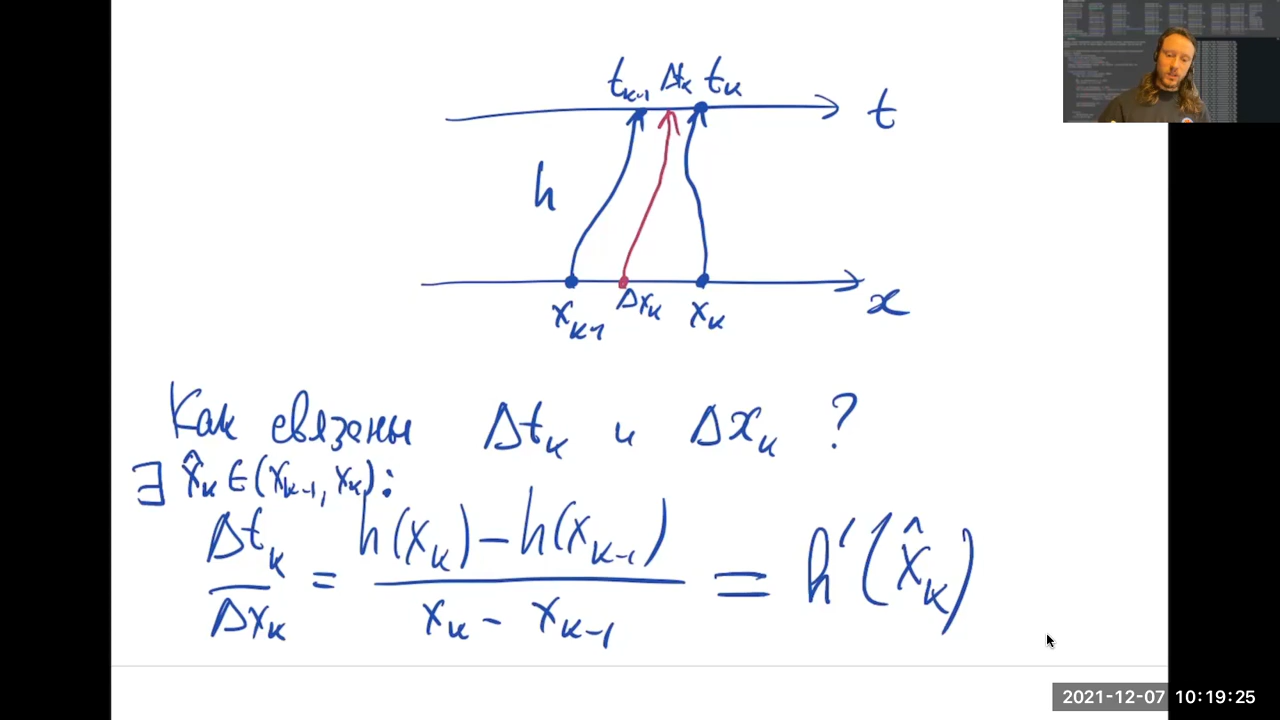 t_{k-1} Δt_k t_k
t
h
x_{k-1} Δx_k x_k
x
Как связаны Δt_k и Δx_k ?
∃ x̂_k ∈ (x_{k-1}, x_k):
Δt_k / Δx_k = (h(x_k) − h(x_{k-1})) / (x_k − x_{k-1}) = h′(x̂_k)
2021-12-07 10:19:25